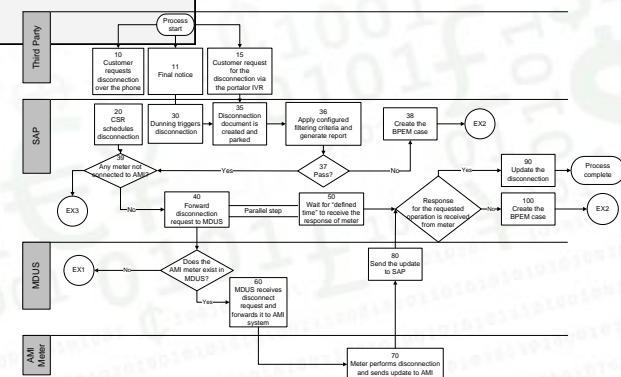 Third Party
Process
start
10
Customer
requests
disconnection
over the phone
11
Final notice
15
Customer request
for the
disconnection via
the portalor IVR
SAP
20
CSR
schedules
disconnection
30
Dunning triggers
disconnection
35
Disconnection
document is
created and
parked
36
Apply configured
filtering criteria and
generate report
38
Create the
BPEM case
EX2
39
Any meter not
connected to AMI?
Yes
37
Pass?
No
90
Update the
disconnection
Process
complete
Yes
EX3
No
40
Forward
disconnection
request to MDUS
Parallel step
50
Wait for “defined
time” to receive the
response of meter
Response
for the requested
operation is received
from meter
No
100
Create the
BPEM case
EX2
MDUS
EX1
No
Does the
AMI meter exist in
MDUS?
Yes
60
MDUS receives
disconnect
request and
forwards it to AMI
system
80
Send the update
to SAP
AMI
Meter
70
Meter performs disconnection
and sends update to AMI